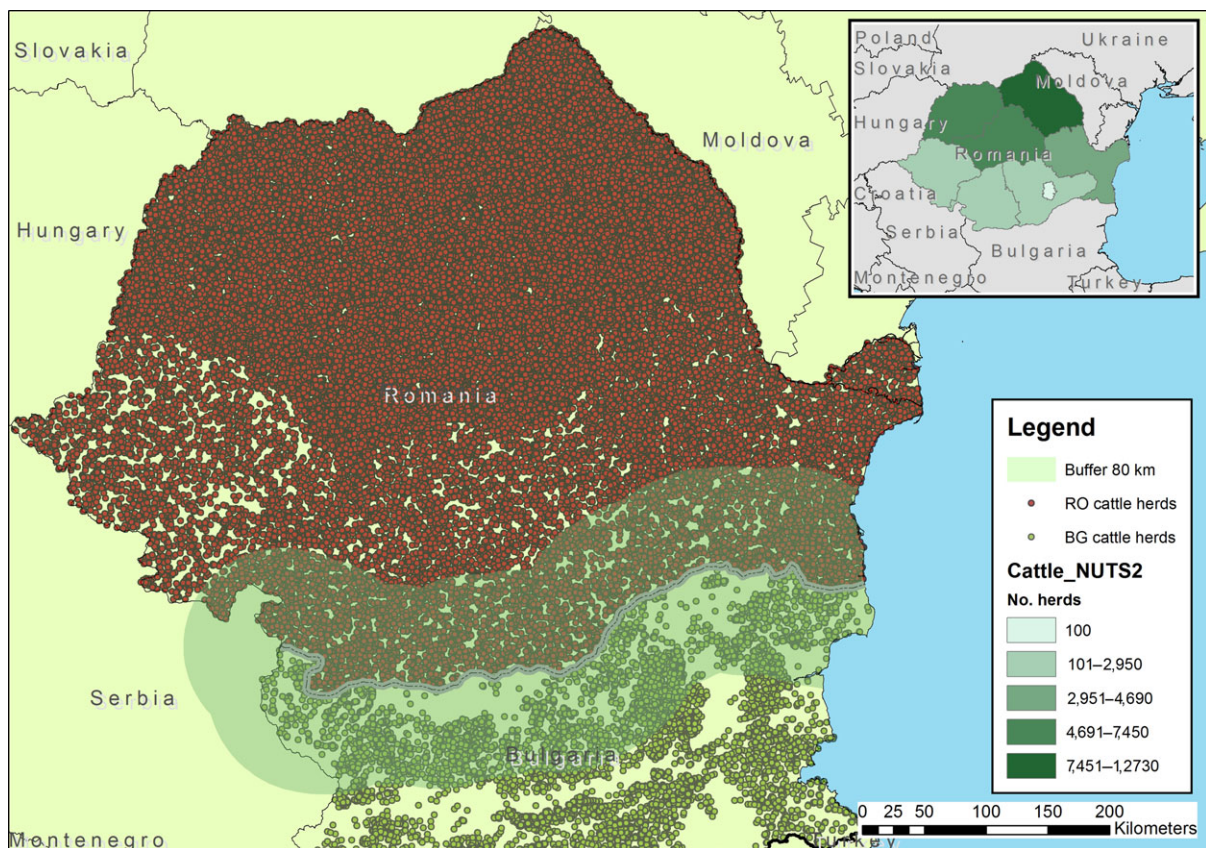 Slovakia
Hungary
Moldova
Romania
Serbia
Bulgaria
Montenegro
Turkey
Poland
Ukraine
Slovakia
Moldova
Hungary
Romania
Croatia
Serbia
Bulgaria
Montenegro
Turkey
Legend
Buffer 80 km
RO cattle herds
BG cattle herds
Cattle_NUTS2
No. herds
100
101–2,950
2,951–4,690
4,691–7,450
7,451–1,2730
0 25 50 100 150 200
Kilometers